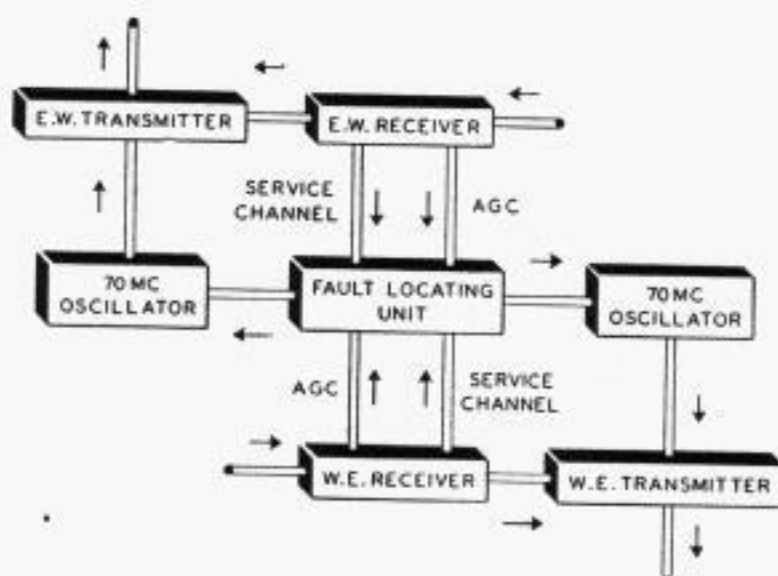 E.W. TRANSMITTER
E.W. RECEIVER
SERVICE
CHANNEL
AGC
70 MC
OSCILLATOR
FAULT LOCATING
UNIT
70 MC
OSCILLATOR
AGC
SERVICE
CHANNEL
W.E. RECEIVER
W.E. TRANSMITTER